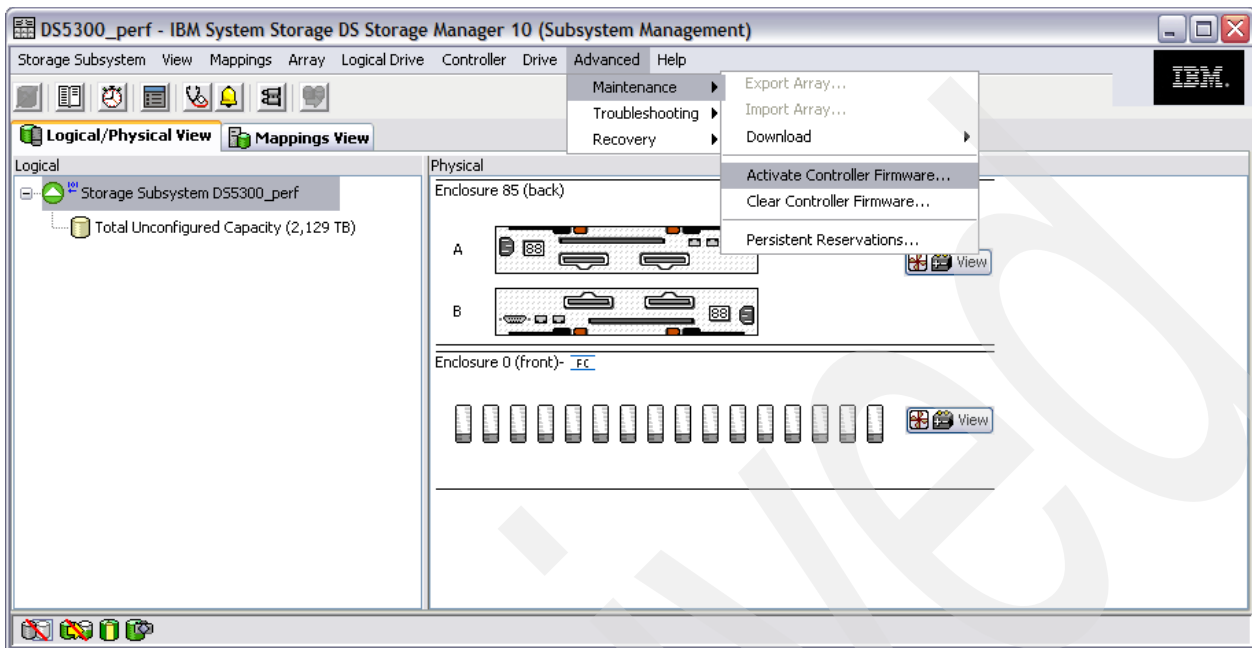 DS5300_perf - IBM System Storage DS Storage Manager 10 (Subsystem Management)
Storage Subsystem View Mappings Array Logical Drive Controller Drive Advanced Help
IBM.
Maintenance
Troubleshooting
Recovery
Export Array...
Import Array...
Download
Activate Controller Firmware...
Clear Controller Firmware...
Persistent Reservations...
Logical/Physical View Mappings View
Logical
Storage Subsystem DS5300_perf
Total Unconfigured Capacity (2,129 TB)
Physical
Enclosure 85 (back)
A
88
View
B
88
Enclosure 0 (front)- FC
View